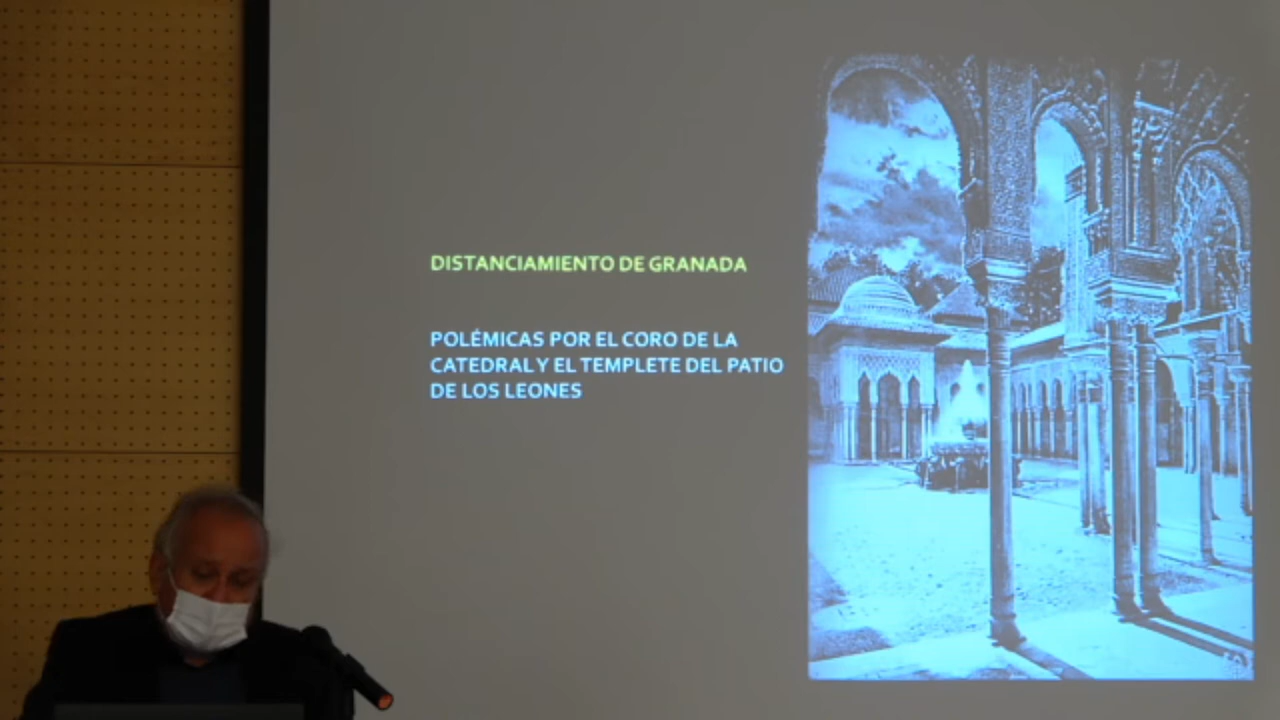 DISTANCIAMIENTO DE GRANADA
POLÉMICAS POR EL CORO DE LA
CATEDRAL Y EL TEMPLETE DEL PATIO
DE LOS LEONES